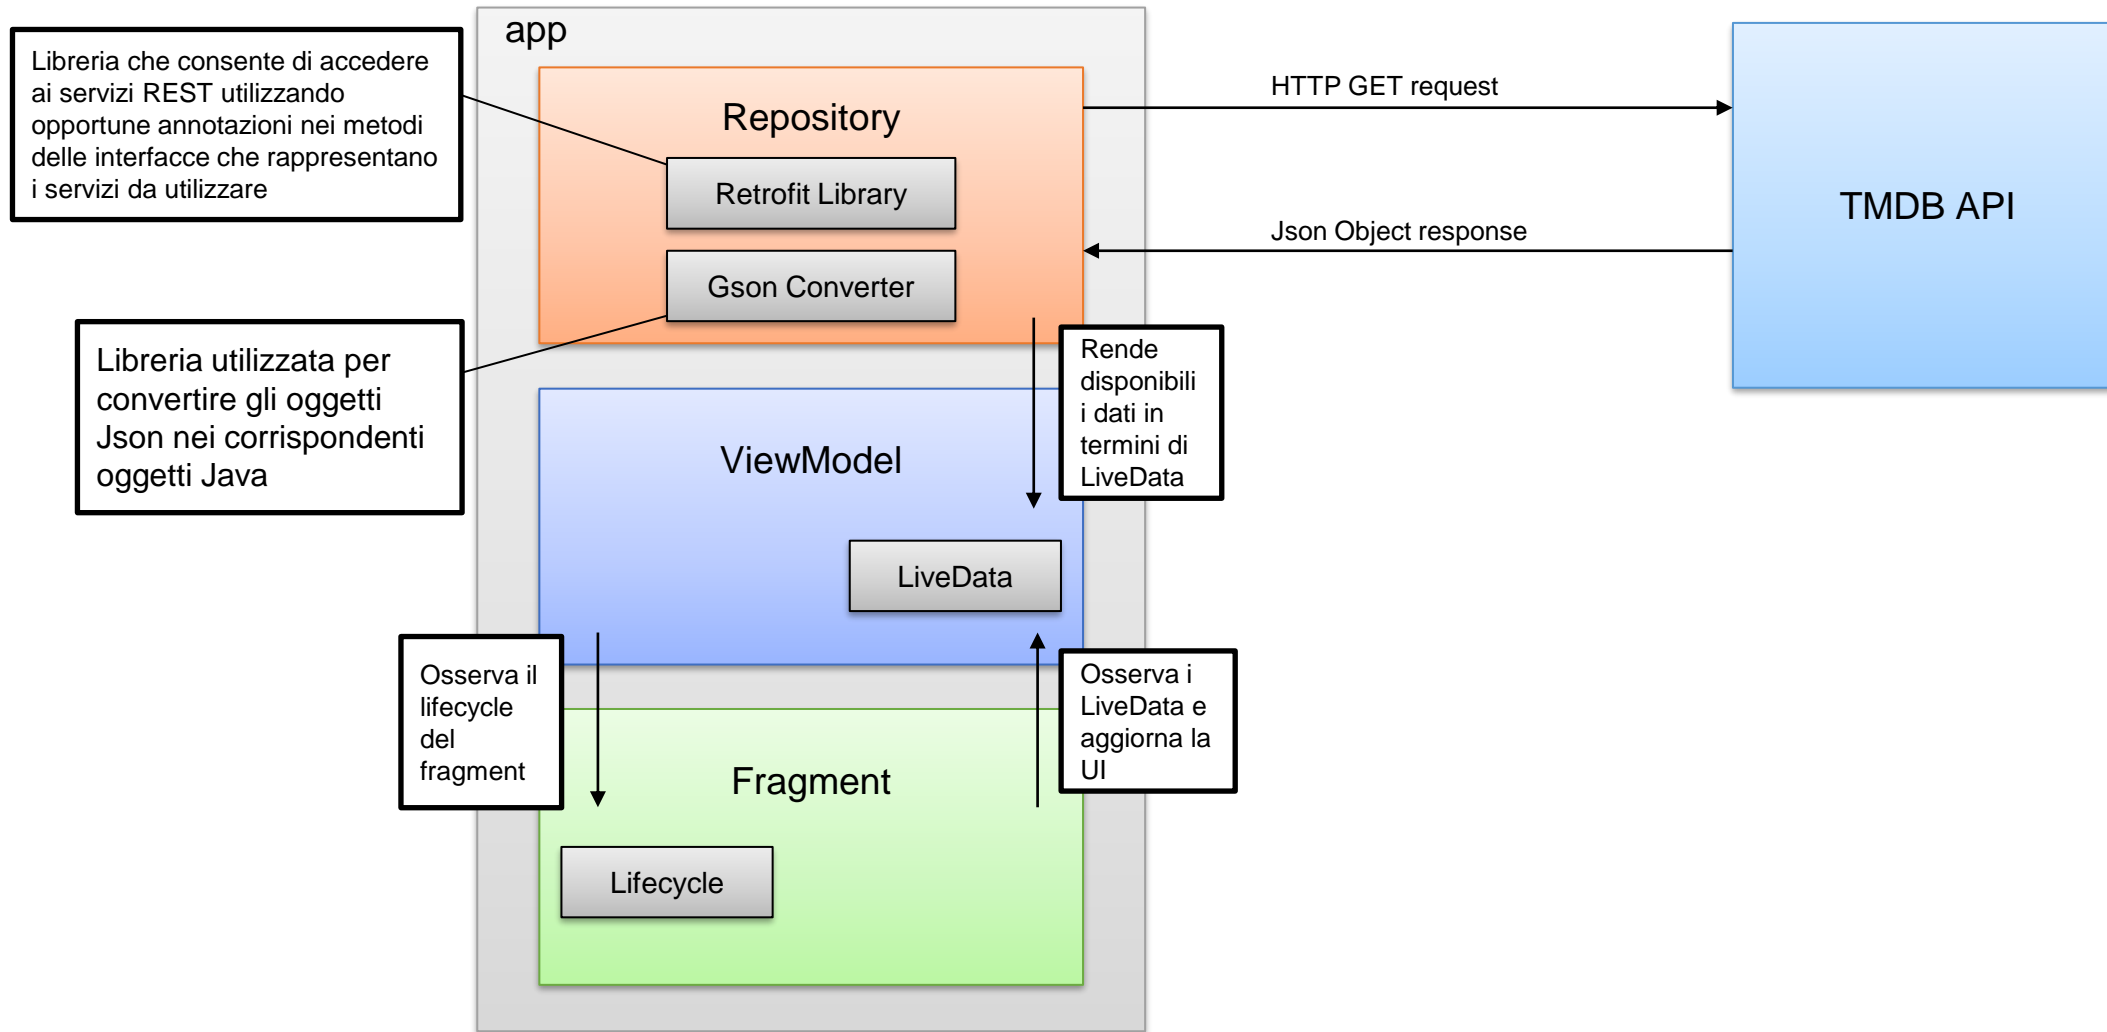 app
Libreria che consente di accedere
ai servizi REST utilizzando
opportune annotazioni nei metodi
delle interfacce che rappresentano
i servizi da utilizzare
Repository
Retrofit Library
Gson Converter
HTTP GET request
Json Object response
TMDB API
Libreria utilizzata per
convertire gli oggetti
Json nei corrispondenti
oggetti Java
Rende
disponibili
i dati in
termini di
LiveData
ViewModel
LiveData
Osserva il
lifecycle
del
fragment
Osserva i
LiveData e
aggiorna la
UI
Fragment
Lifecycle